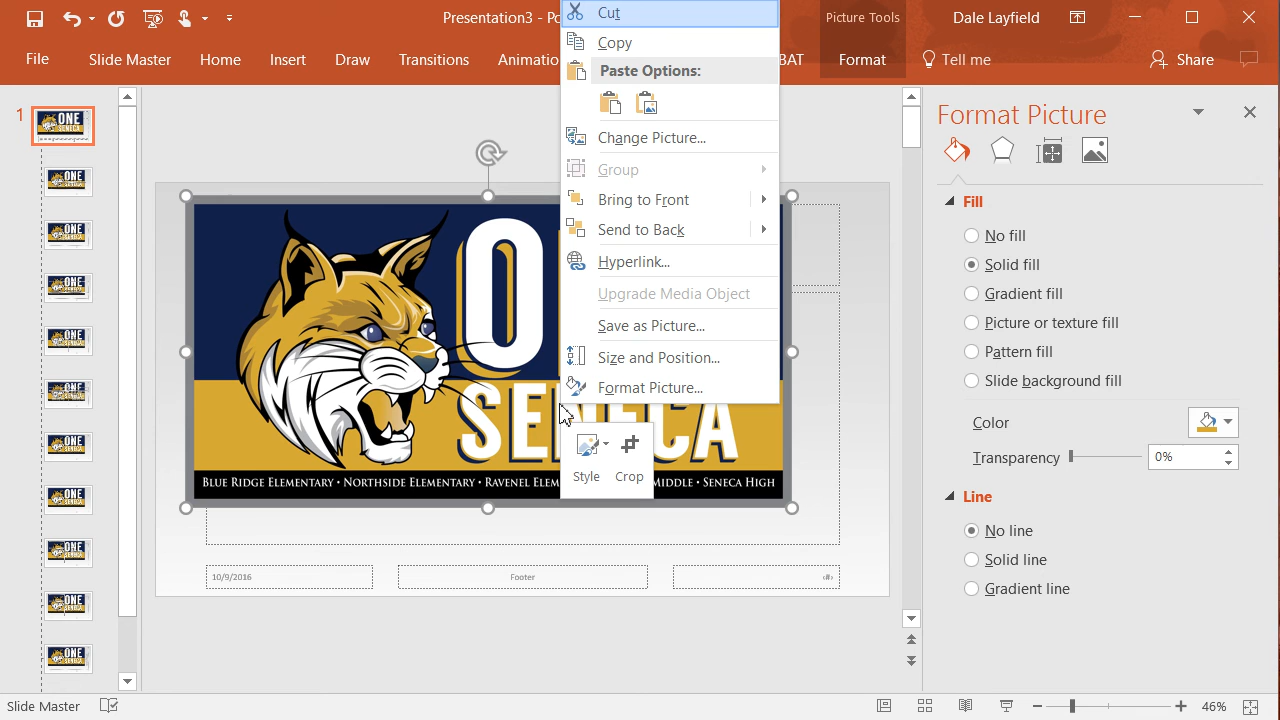 Presentation3 - Po
Dale Layfield
Picture Tools
File
Slide Master
Home
Insert
Draw
Transitions
Animatio
BAT
Format
Tell me
Share
Cut
Copy
Paste Options:
Change Picture...
Group
Bring to Front
Send to Back
Hyperlink...
Upgrade Media Object
Save as Picture...
Size and Position...
Format Picture...
Style
Crop
1
ONE
SENECA
O
SENECA
Blue Ridge Elementary • Northside Elementary • Ravenel Elem
Middle • Seneca High
10/9/2016
Footer
‹#›
Format Picture
Fill
No fill
Solid fill
Gradient fill
Picture or texture fill
Pattern fill
Slide background fill
Color
Transparency
0%
Line
No line
Solid line
Gradient line
Slide Master
46%